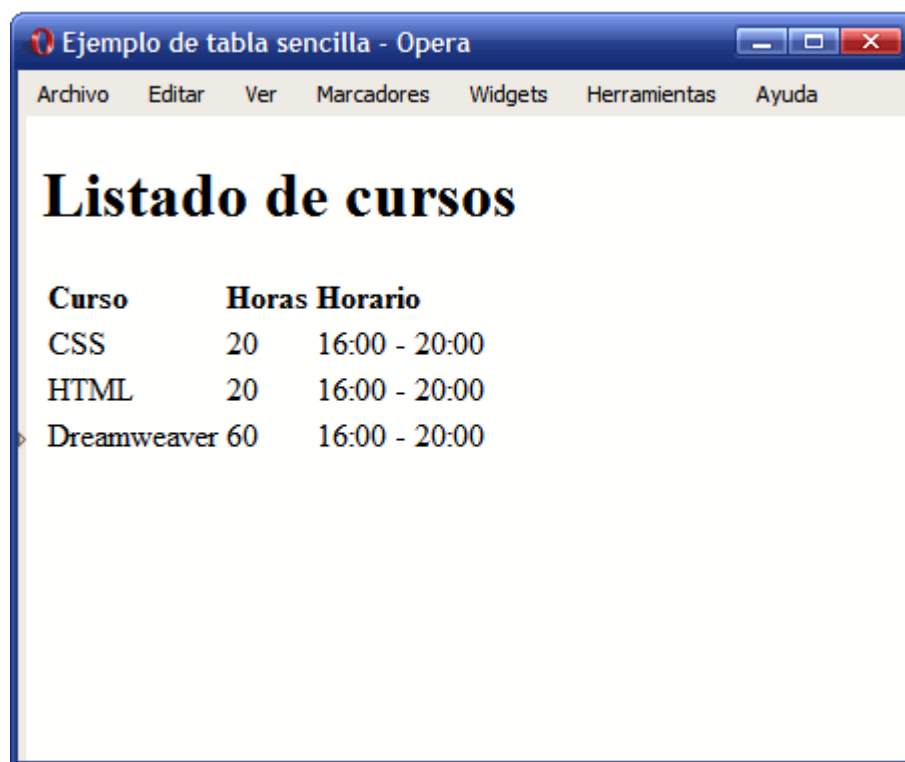 Ejemplo de tabla sencilla - Opera
Archivo Editar Ver Marcadores Widgets Herramientas Ayuda
Listado de cursos
Curso Horas Horario
CSS 20 16:00 - 20:00
HTML 20 16:00 - 20:00
Dreamweaver 60 16:00 - 20:00